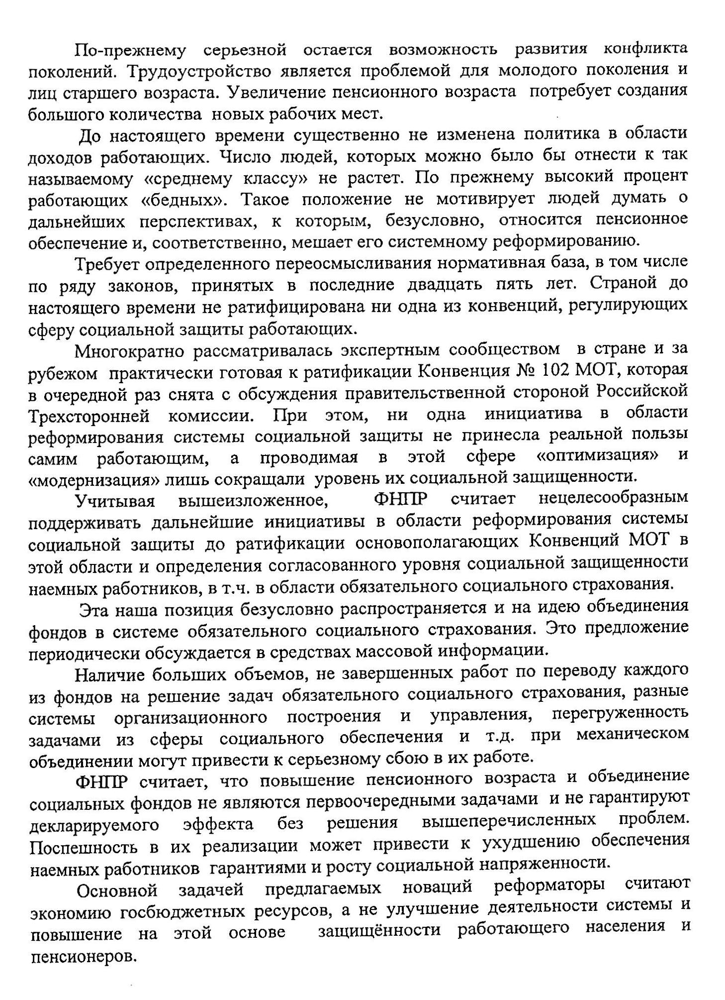 По-прежнему серьезной остается возможность развития конфликта
поколений. Трудоустройство является проблемой для молодого поколения и
лиц старшего возраста. Увеличение пенсионного возраста потребует создания
большого количества новых рабочих мест.
До настоящего времени существенно не изменена политика в области
доходов работающих. Число людей, которых можно было бы отнести к так
называемому «среднему классу» не растет. По прежнему высокий процент
работающих «бедных». Такое положение не мотивирует людей думать о
дальнейших перспективах, к которым, безусловно, относится пенсионное
обеспечение и, соответственно, мешает его системному реформированию.
Требует определенного переосмысливания нормативная база, в том числе
по ряду законов, принятых в последние двадцать пять лет. Страной до
настоящего времени не ратифицирована ни одна из конвенций, регулирующих
сферу социальной защиты работающих.
Многократно рассматривалась экспертным сообществом в стране и за
рубежом практически готовая к ратификации Конвенция № 102 МОТ, которая
в очередной раз снята с обсуждения правительственной стороной Российской
Трехсторонней комиссии. При этом, ни одна инициатива в области
реформирования системы социальной защиты не принесла реальной пользы
самим работающим, а проводимая в этой сфере «оптимизация» и
«модернизация» лишь сокращали уровень их социальной защищенности.
Учитывая вышеизложенное, ФНПР считает нецелесообразным
поддерживать дальнейшие инициативы в области реформирования системы
социальной защиты до ратификации основополагающих Конвенций МОТ в
этой области и определения согласованного уровня социальной защищенности
наемных работников, в т.ч. в области обязательного социального страхования.
Эта наша позиция безусловно распространяется и на идею объединения
фондов в системе обязательного социального страхования. Это предложение
периодически обсуждается в средствах массовой информации.
Наличие больших объемов, не завершенных работ по переводу каждого
из фондов на решение задач обязательного социального страхования, разные
системы организационного построения и управления, перегруженность
задачами из сферы социального обеспечения и т.д. при механическом
объединении могут привести к серьезному сбою в их работе.
ФНПР считает, что повышение пенсионного возраста и объединение
социальных фондов не являются первоочередными задачами и не гарантируют
декларируемого эффекта без решения вышеперечисленных проблем.
Поспешность в их реализации может привести к ухудшению обеспечения
наемных работников гарантиями и росту социальной напряженности.
Основной задачей предлагаемых новаций реформаторы считают
экономию госбюджетных ресурсов, а не улучшение деятельности системы и
повышение на этой основе защищённости работающего населения и
пенсионеров.